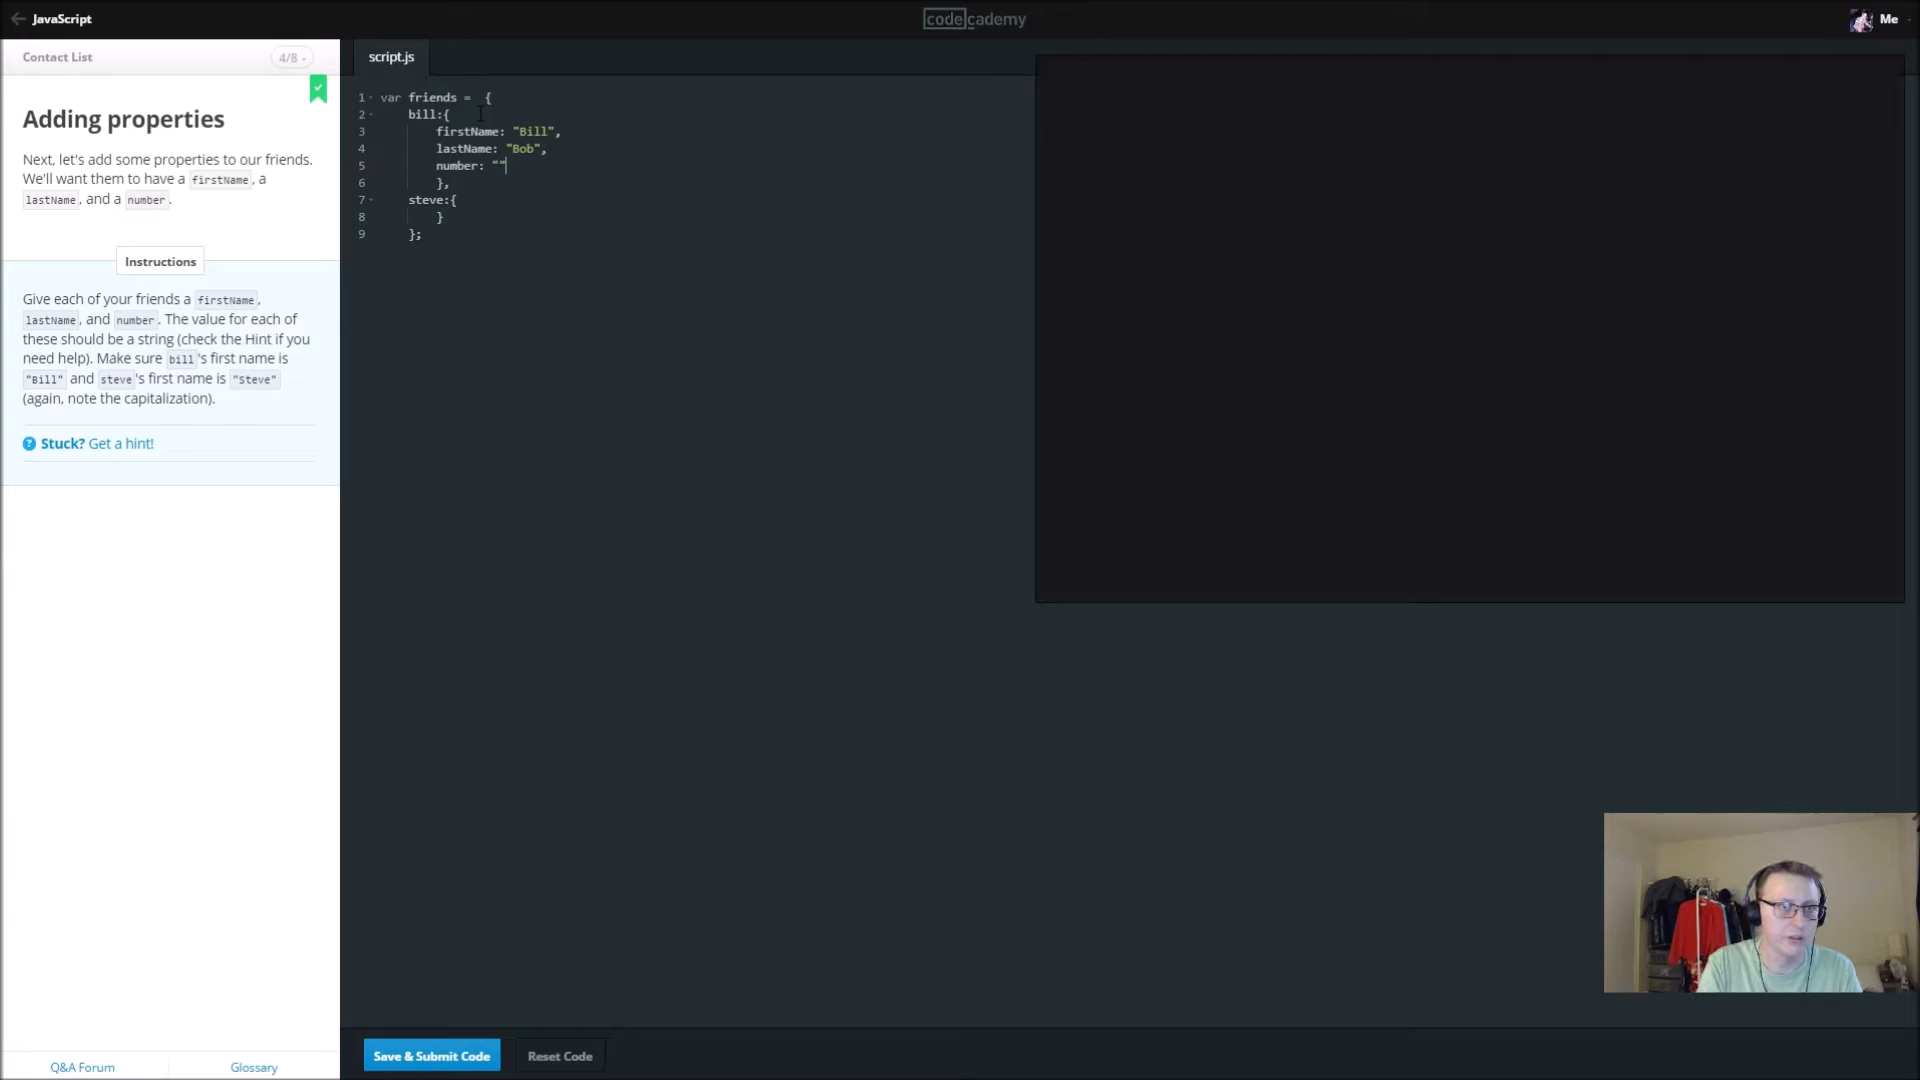 JavaScript
codecademy
Me
Contact List
4/8
script.js
Adding properties
Next, let's add some properties to our friends.
We'll want them to have a firstName, a
lastName, and a number.
Instructions
Give each of your friends a firstName,
lastName, and number. The value for each of
these should be a string (check the Hint if you
need help). Make sure bill's first name is
"Bill" and steve's first name is "Steve"
(again, note the capitalization).
Stuck? Get a hint!
Q&A Forum
Glossary
1 var friends =  {
2     bill:{
3         firstName: "Bill",
4         lastName: "Bob",
5         number: ""
6         },
7     steve:{
8         }
9     };
Save & Submit Code
Reset Code